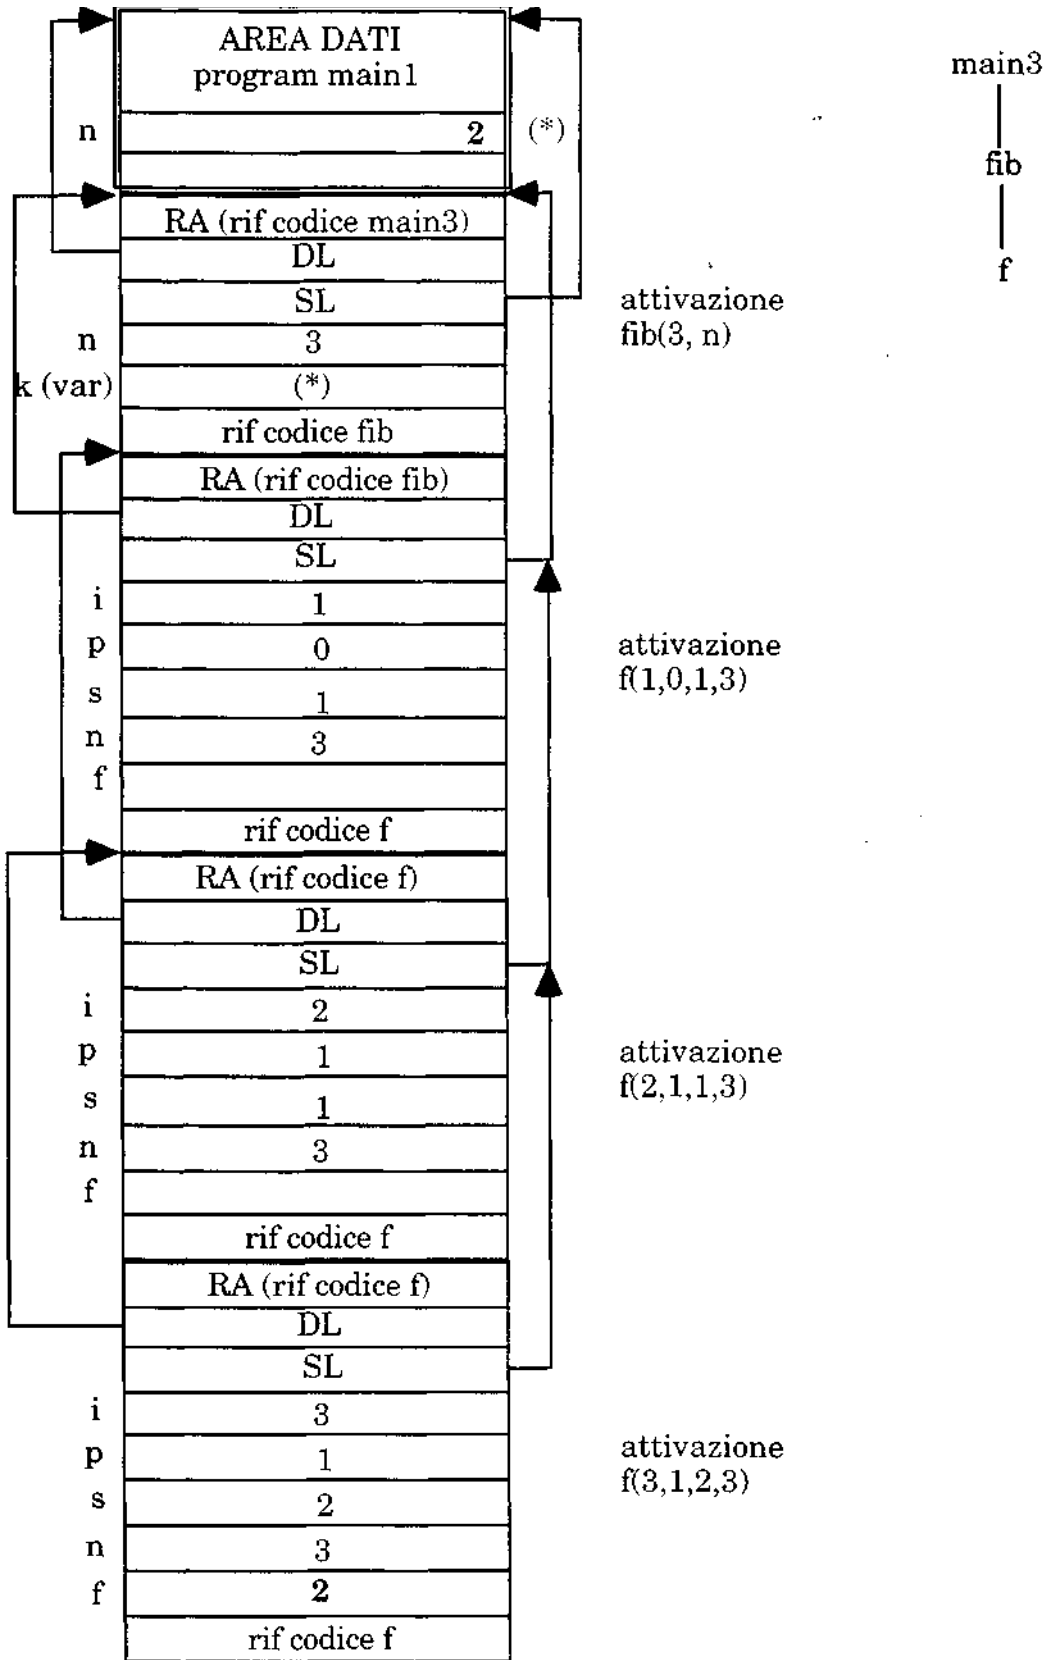 AREA DATI
program main1
n 2 (*)
main3
fib
f
RA (rif codice main3)
DL
SL
attivazione
fib(3, n)
n 3
k (var) (*)
rif codice fib
RA (rif codice fib)
DL
SL
i 1
p 0
s 1
n 3
f
attivazione
f(1,0,1,3)
rif codice f
RA (rif codice f)
DL
SL
i 2
p 1
s 1
n 3
f
attivazione
f(2,1,1,3)
rif codice f
RA (rif codice f)
DL
SL
i 3
p 1
s 2
n 3
f 2
attivazione
f(3,1,2,3)
rif codice f